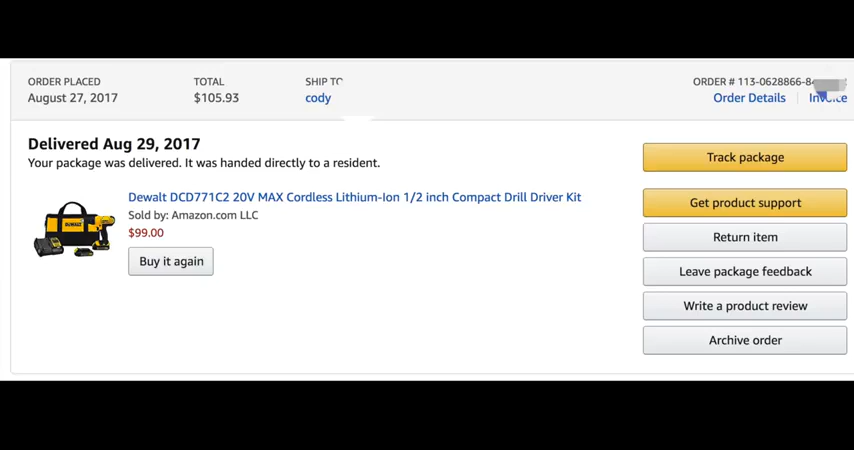 ORDER PLACED
August 27, 2017
TOTAL
$105.93
SHIP TO
cody
ORDER # 113-0628866-8
Order Details
Invoice
Delivered Aug 29, 2017
Your package was delivered. It was handed directly to a resident.
Dewalt DCD771C2 20V MAX Cordless Lithium-Ion 1/2 inch Compact Drill Driver Kit
Sold by: Amazon.com LLC
$99.00
Buy it again
DEWALT
Track package
Get product support
Return item
Leave package feedback
Write a product review
Archive order